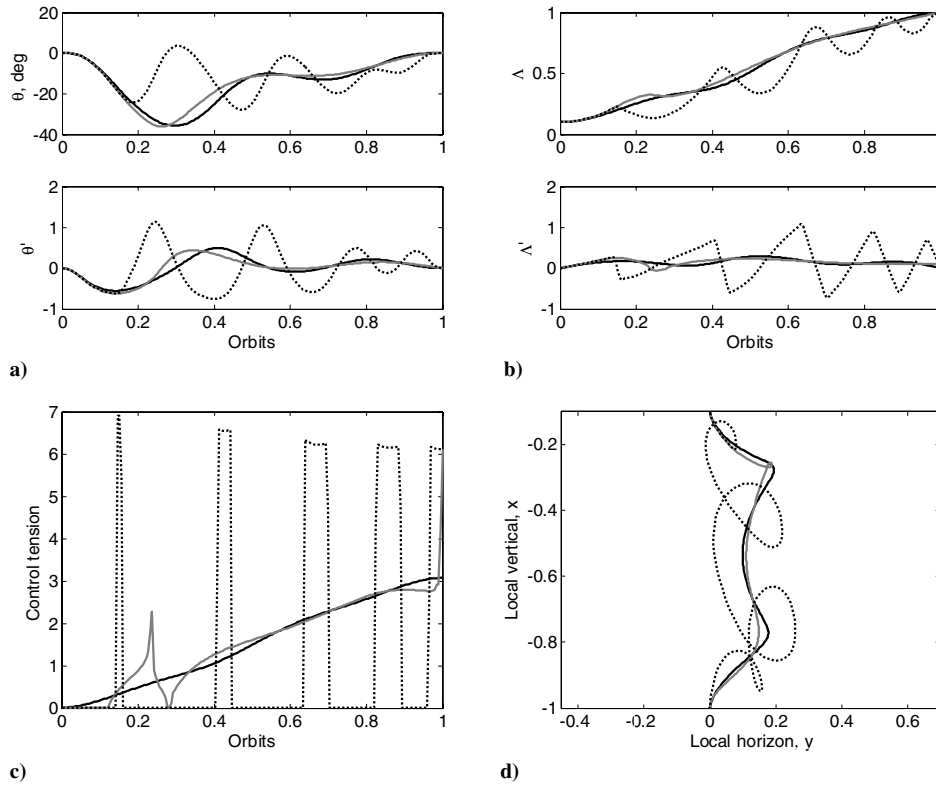 20
0
-20
-40
θ, deg
0 0.2 0.4 0.6 0.8 1
2
1
0
-1
θ'
0 0.2 0.4 0.6 0.8 1
Orbits
a)
1
0.5
0
Λ
0 0.2 0.4 0.6 0.8
2
1
0
-1
Λ'
0 0.2 0.4 0.6 0.8
Orbits
b)
7
6
5
4
3
2
1
0
Control tension
0 0.2 0.4 0.6 0.8 1
Orbits
c)
-0.2
-0.4
-0.6
-0.8
-1
Local vertical, x
-0.4 -0.2 0 0.2 0.4 0.6
Local horizon, y
d)